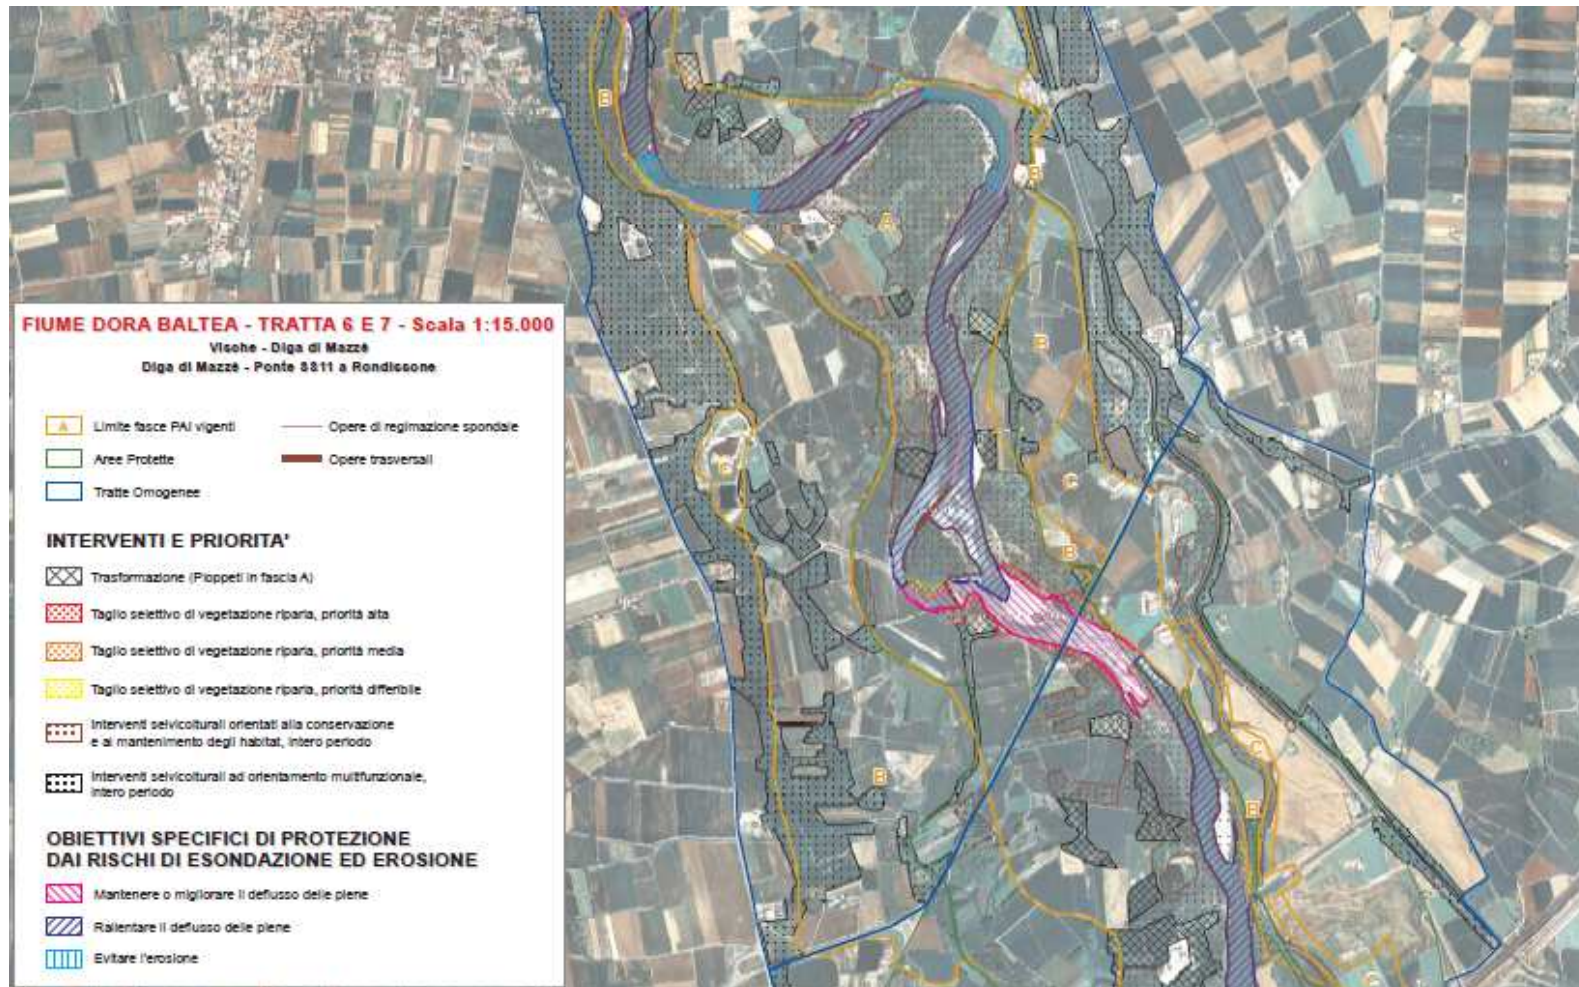 FIUME DORA BALTEA - TRATTA 6 E 7 - Scala 1:15.000
Vische - Diga di Mazzè
Diga di Mazzè - Ponte SS11 a Rondissone
A Limite fasce PAI vigenti
Opere di regimazione spondale
Aree Protette
Opere trasversali
Tratte Omogenee
INTERVENTI E PRIORITA'
Trasformazione (Pioppeti in fascia A)
Taglio selettivo di vegetazione riparia, priorità alta
Taglio selettivo di vegetazione riparia, priorità media
Taglio selettivo di vegetazione riparia, priorità differibile
Interventi selvicolturali orientati alla conservazione
e al mantenimento degli habitat, intero periodo
Interventi selvicolturali ad orientamento multifunzionale,
intero periodo
OBIETTIVI SPECIFICI DI PROTEZIONE
DAI RISCHI DI ESONDAZIONE ED EROSIONE
Mantenere o migliorare il deflusso delle piene
Rallentare il deflusso delle piene
Evitare l'erosione
B
B
A
B
C
C
B
C
B
B